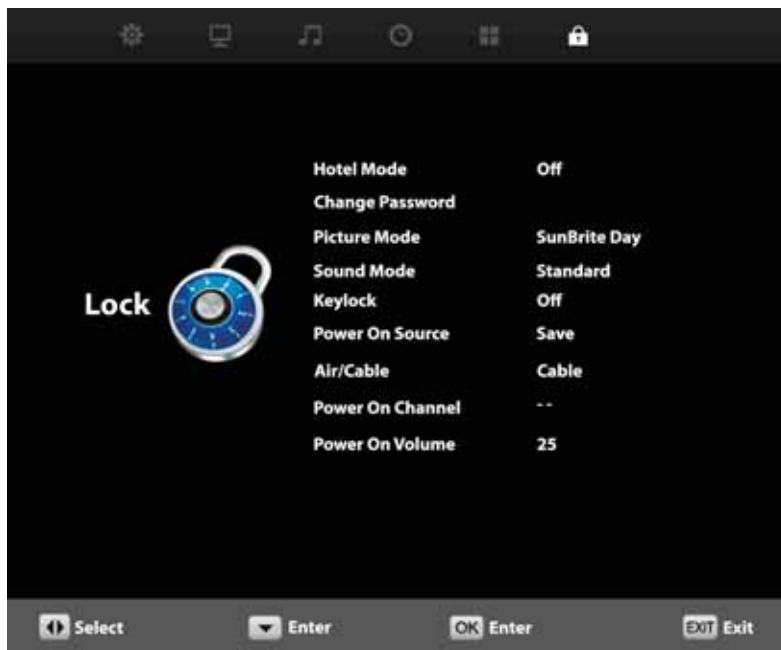 Hotel Mode Off
Change Password
Picture Mode SunBrite Day
Sound Mode Standard
Lock
Keylock Off
Power On Source Save
Air/Cable Cable
Power On Channel --
Power On Volume 25
Select Enter OK Enter EXIT Exit